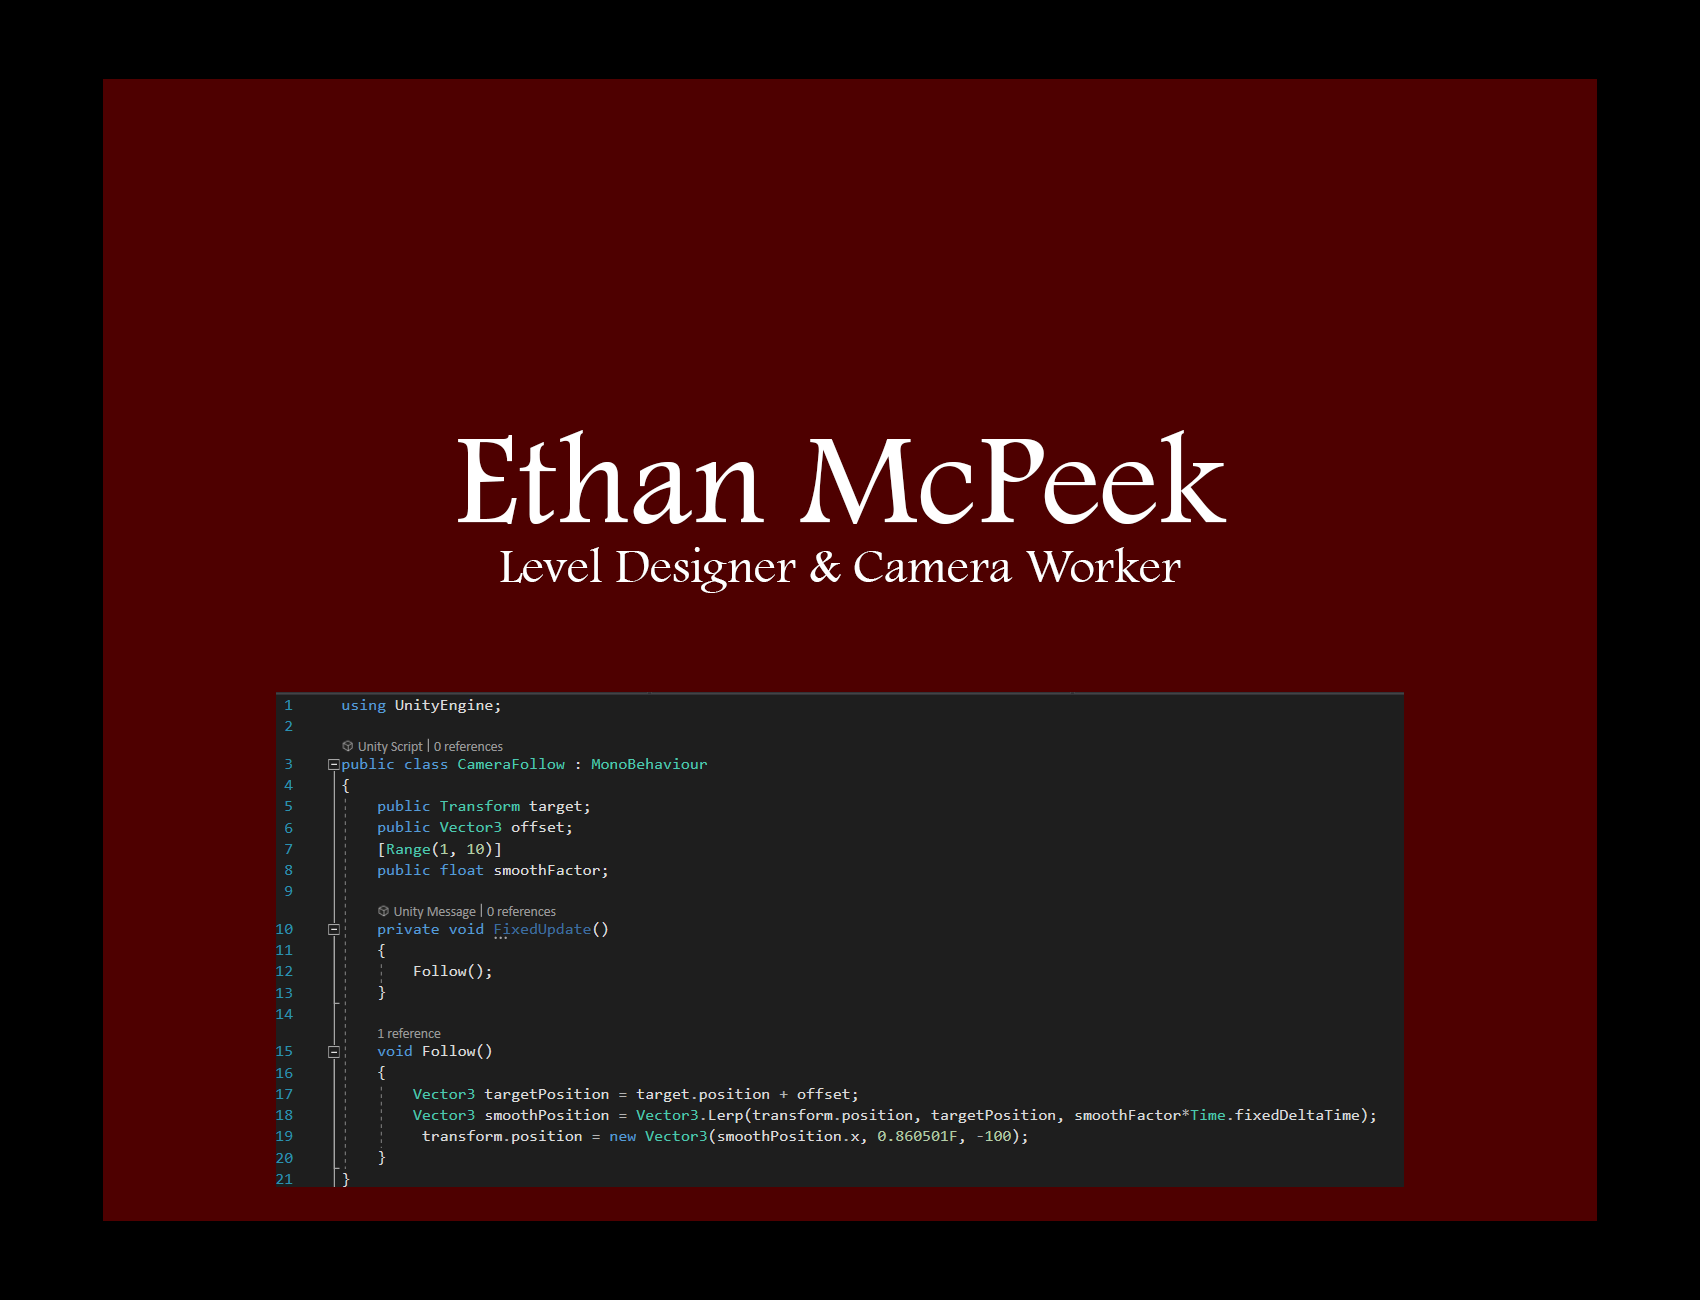 Ethan McPeek
Level Designer & Camera Worker
1 using UnityEngine;
2
Unity Script | 0 references
3 public class CameraFollow : MonoBehaviour
4 {
5 public Transform target;
6 public Vector3 offset;
7 [Range(1, 10)]
8 public float smoothFactor;
9
Unity Message | 0 references
10 private void FixedUpdate()
11 {
12 Follow();
13 }
14
1 reference
15 void Follow()
16 {
17 Vector3 targetPosition = target.position + offset;
18 Vector3 smoothPosition = Vector3.Lerp(transform.position, targetPosition, smoothFactor*Time.fixedDeltaTime);
19 transform.position = new Vector3(smoothPosition.x, 0.860501F, -100);
20 }
21 }